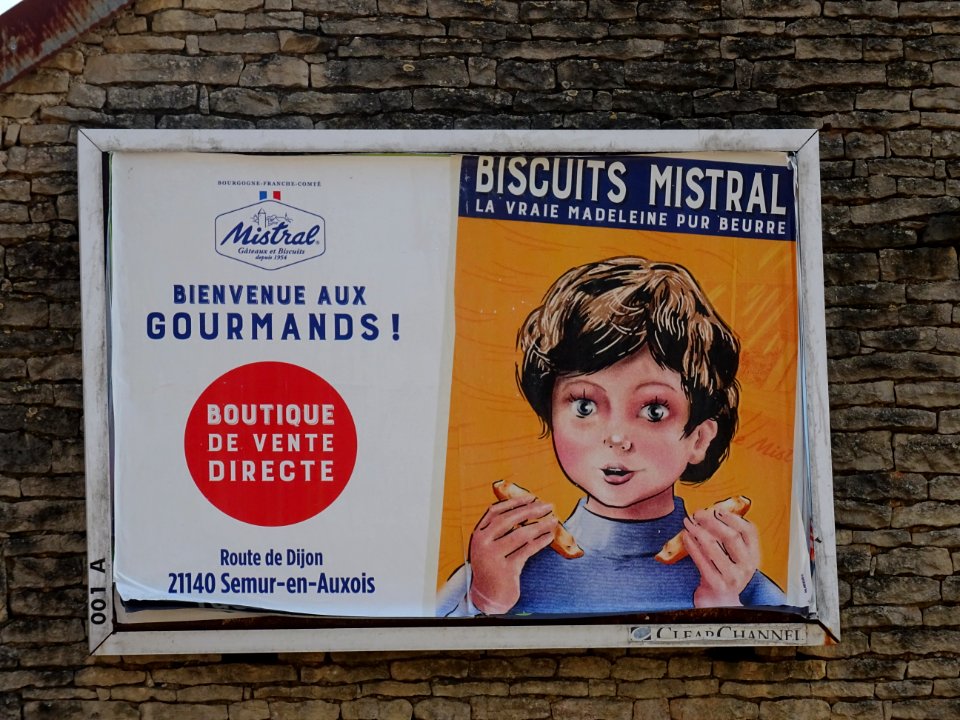 BOURGOGNE-FRANCHE-COMTÉ
Mistral
Gâteaux et Biscuits
depuis 1954
BIENVENUE AUX
GOURMANDS !
BOUTIQUE
DE VENTE
DIRECTE
Route de Dijon
21140 Semur-en-Auxois
BISCUITS MISTRAL
LA VRAIE MADELEINE PUR BEURRE
001 A
CLEAR CHANNEL